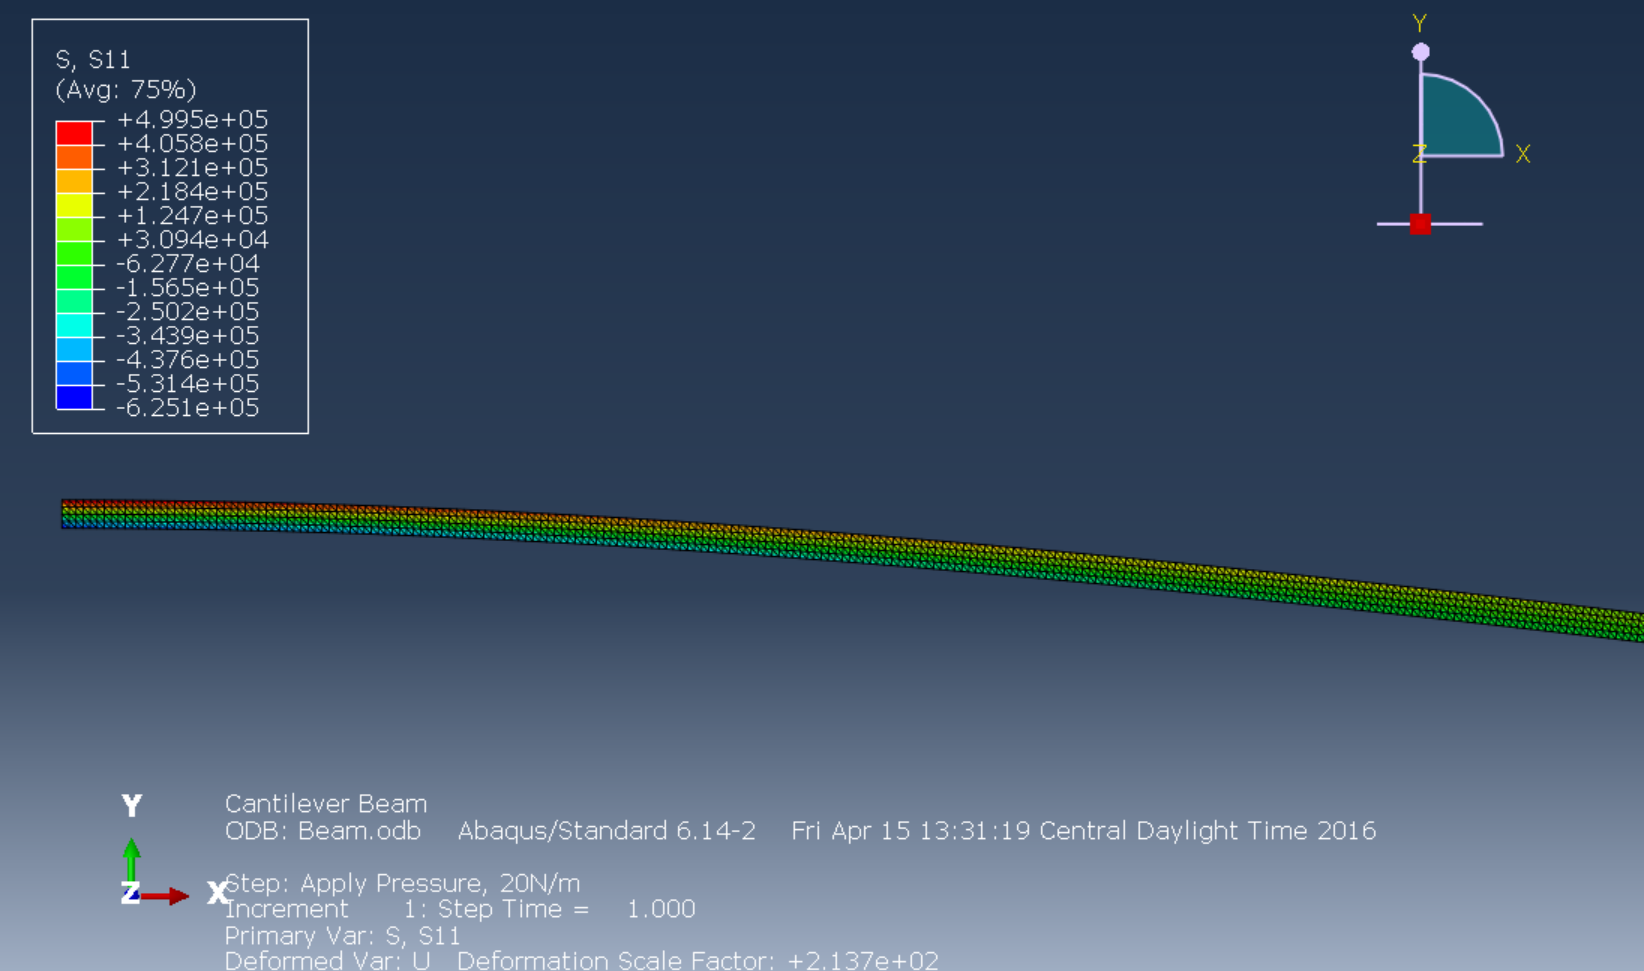 S, S11
(Avg: 75%)
+4.995e+05
+4.058e+05
+3.121e+05
+2.184e+05
+1.247e+05
+3.094e+04
-6.277e+04
-1.565e+05
-2.502e+05
-3.439e+05
-4.376e+05
-5.314e+05
-6.251e+05
Y
Z X
Y
Z X
Cantilever Beam
ODB: Beam.odb Abaqus/Standard 6.14-2 Fri Apr 15 13:31:19 Central Daylight Time 2016
Step: Apply Pressure, 20N/m
Increment 1: Step Time = 1.000
Primary Var: S, S11
Deformed Var: U Deformation Scale Factor: +2.137e+02